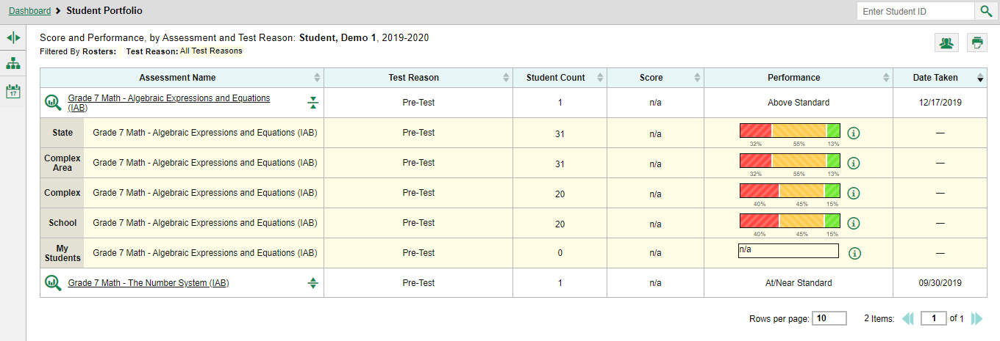 Dashboard > Student Portfolio
Enter Student ID
Score and Performance, by Assessment and Test Reason: Student, Demo 1, 2019-2020
Filtered By Rosters: Test Reason: All Test Reasons
Assessment Name Test Reason Student Count Score Performance Date Taken
Grade 7 Math - Algebraic Expressions and Equations
(IAB)
Pre-Test 1 n/a Above Standard 12/17/2019
State Grade 7 Math - Algebraic Expressions and Equations (IAB) Pre-Test 31 n/a —
32% 55% 13%
Complex
Area
Grade 7 Math - Algebraic Expressions and Equations (IAB) Pre-Test 31 n/a —
32% 55% 13%
Complex Grade 7 Math - Algebraic Expressions and Equations (IAB) Pre-Test 20 n/a —
40% 45% 15%
School Grade 7 Math - Algebraic Expressions and Equations (IAB) Pre-Test 20 n/a —
40% 45% 15%
My
Students
Grade 7 Math - Algebraic Expressions and Equations (IAB) Pre-Test 0 n/a n/a —
17
Grade 7 Math - The Number System (IAB) Pre-Test 1 n/a At/Near Standard 09/30/2019
Rows per page: 10 2 Items: 1 of 1